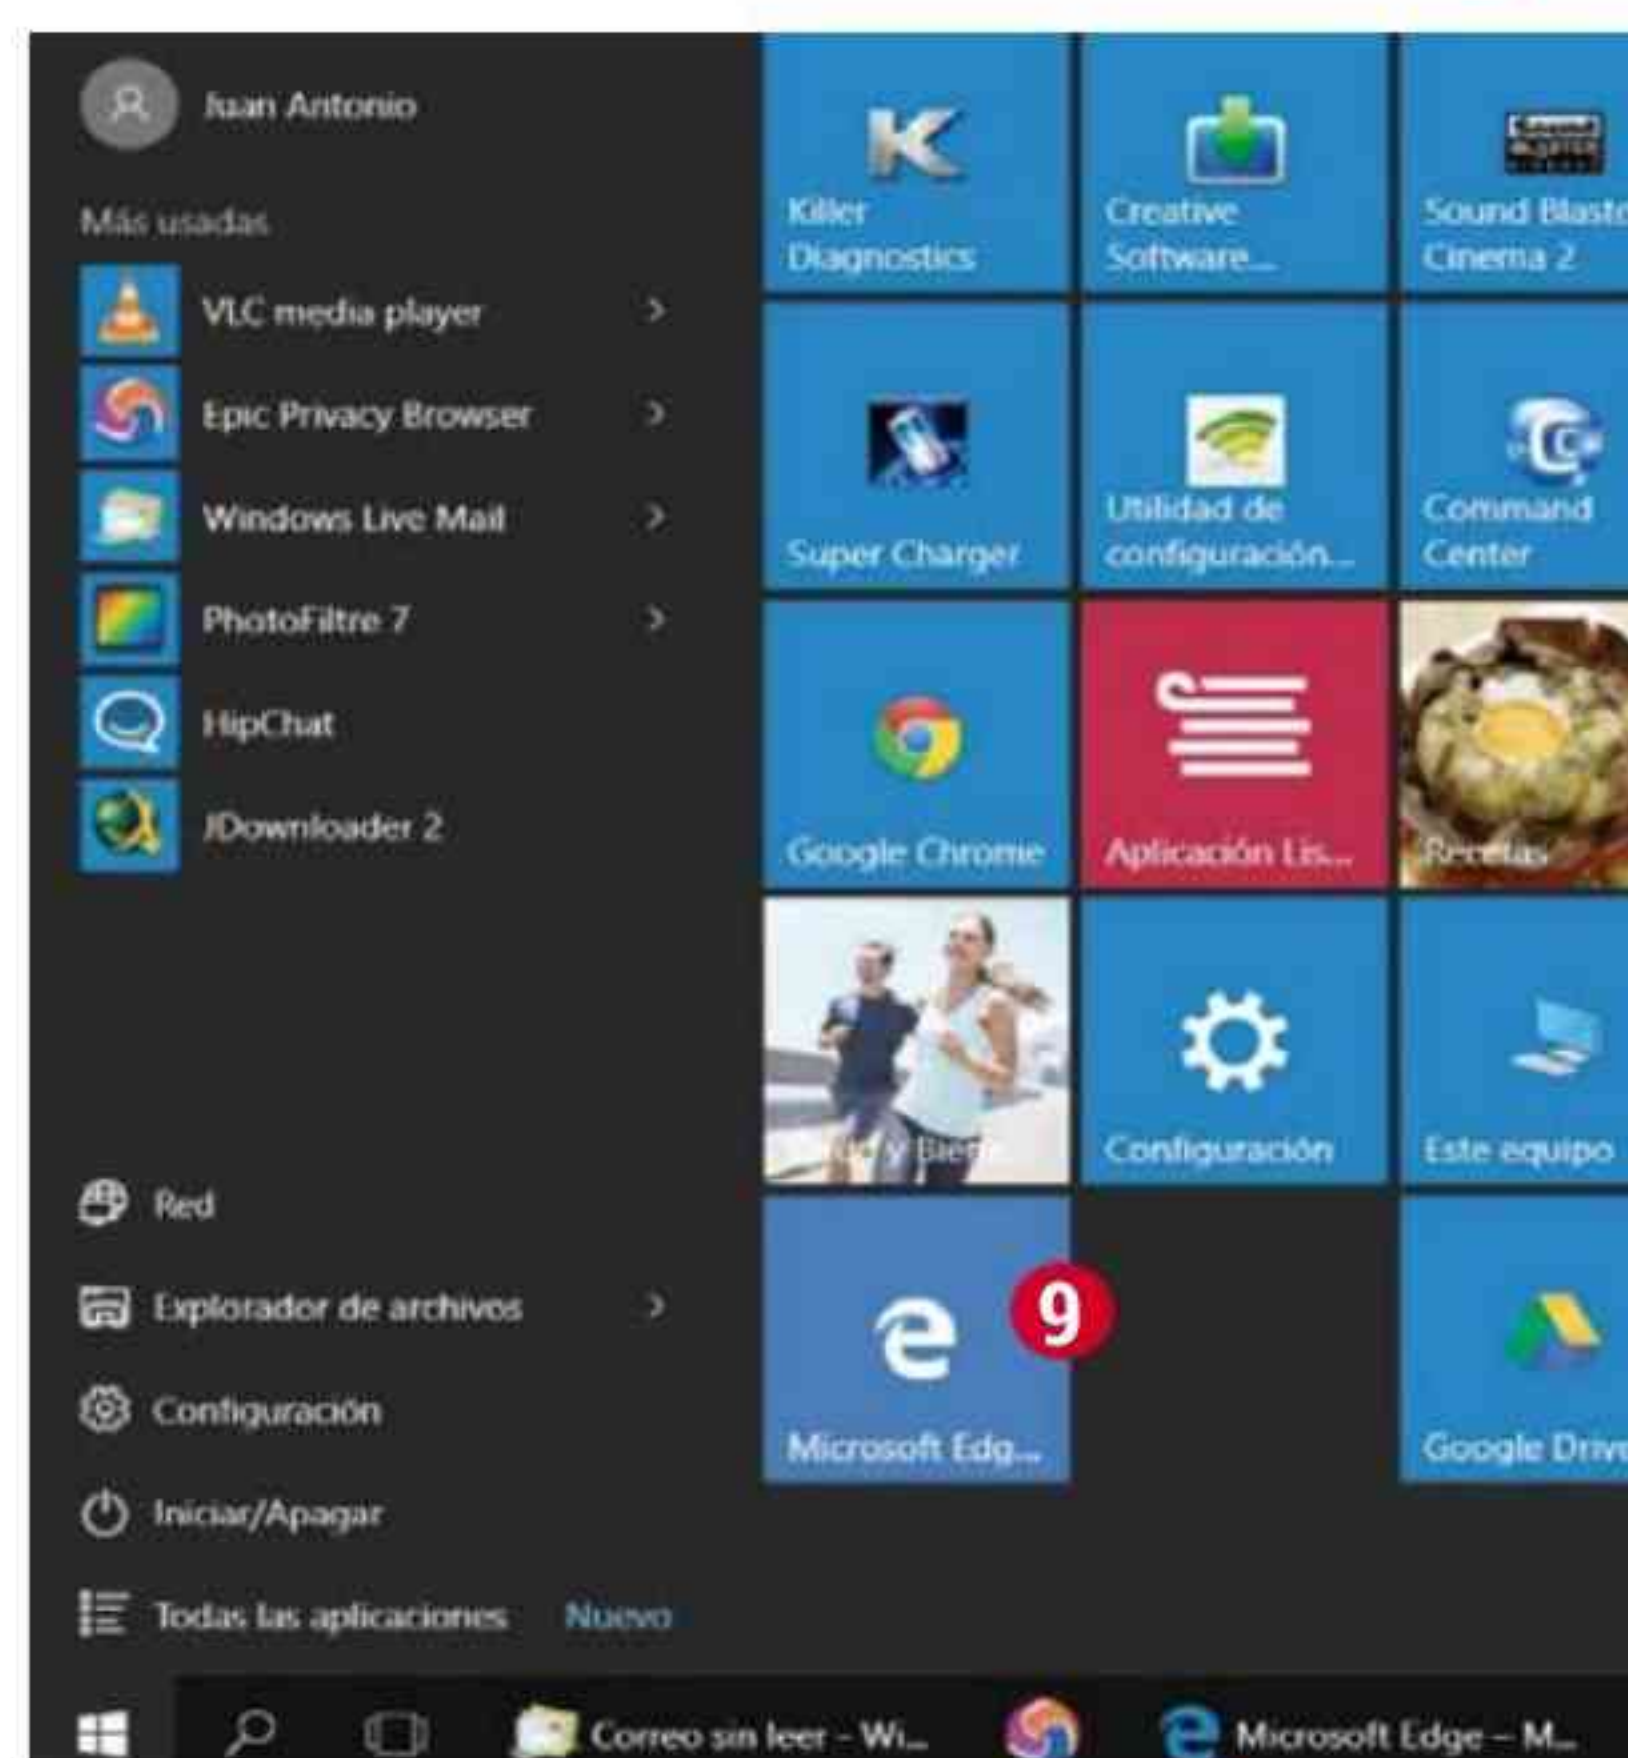 Juan Antonio
Más usadas
VLC media player
Epic Privacy Browser
Windows Live Mail
PhotoFiltre 7
HipChat
JDownloader 2
Red
Explorador de archivos
Configuración
Iniciar/Apagar
Todas las aplicaciones Nuevo
Killer
Diagnostics
Creative
Software...
Sound Blaste
Cinema 2
Super Charger
Utilidad de
configuración...
Command
Center
Google Chrome
Aplicación Lis...
Recetas
y Bien
Configuración
Este equipo
9
Microsoft Edg...
Google Drive
Correo sin leer - Wi...
Microsoft Edge - M...